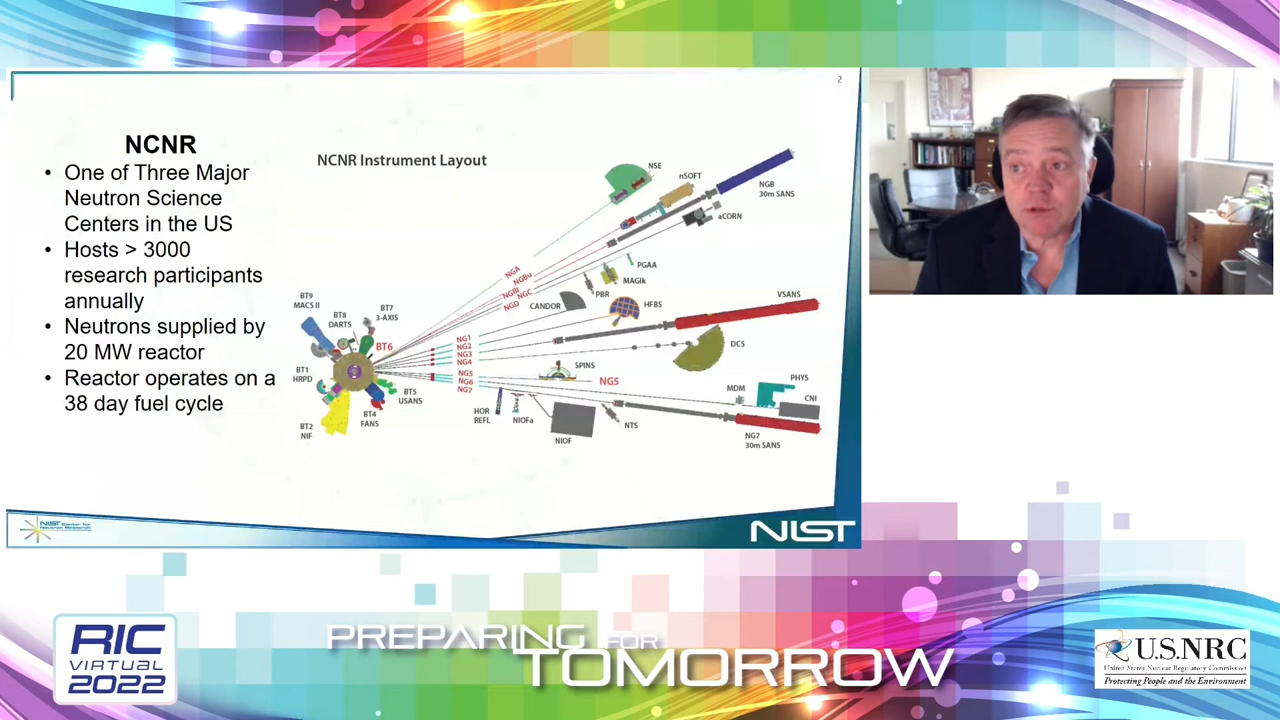 2
NCNR
• One of Three Major
Neutron Science
Centers in the US
• Hosts > 3000
research participants
annually
• Neutrons supplied by
20 MW reactor
• Reactor operates on a
38 day fuel cycle
NCNR Instrument Layout
NSE
nSOFT
NGB
30m SANS
aCORN
NGA
NGBu
NGBl
NGC
NGD
PGAA
MAGIk
PBR
CANDOR
HFBS
VSANS
DCS
BT9
MACS II
BT8
DARTS
BT7
3-AXIS
BT6
BT1
HRPD
BT5
USANS
BT4
FANS
BT2
NIF
NG1
NG2
NG3
NG4
NG5
NG6
NG7
SPINS
NG5
MDM
PHYS
CNI
HOR
REFL
NIOFa
NIOF
NTS
NG7
30m SANS
NIST Center for
Neutron Research
NIST
RIC
VIRTUAL
2022
PREPARING FOR
TOMORROW
U.S.NRC
United States Nuclear Regulatory Commission
Protecting People and the Environment